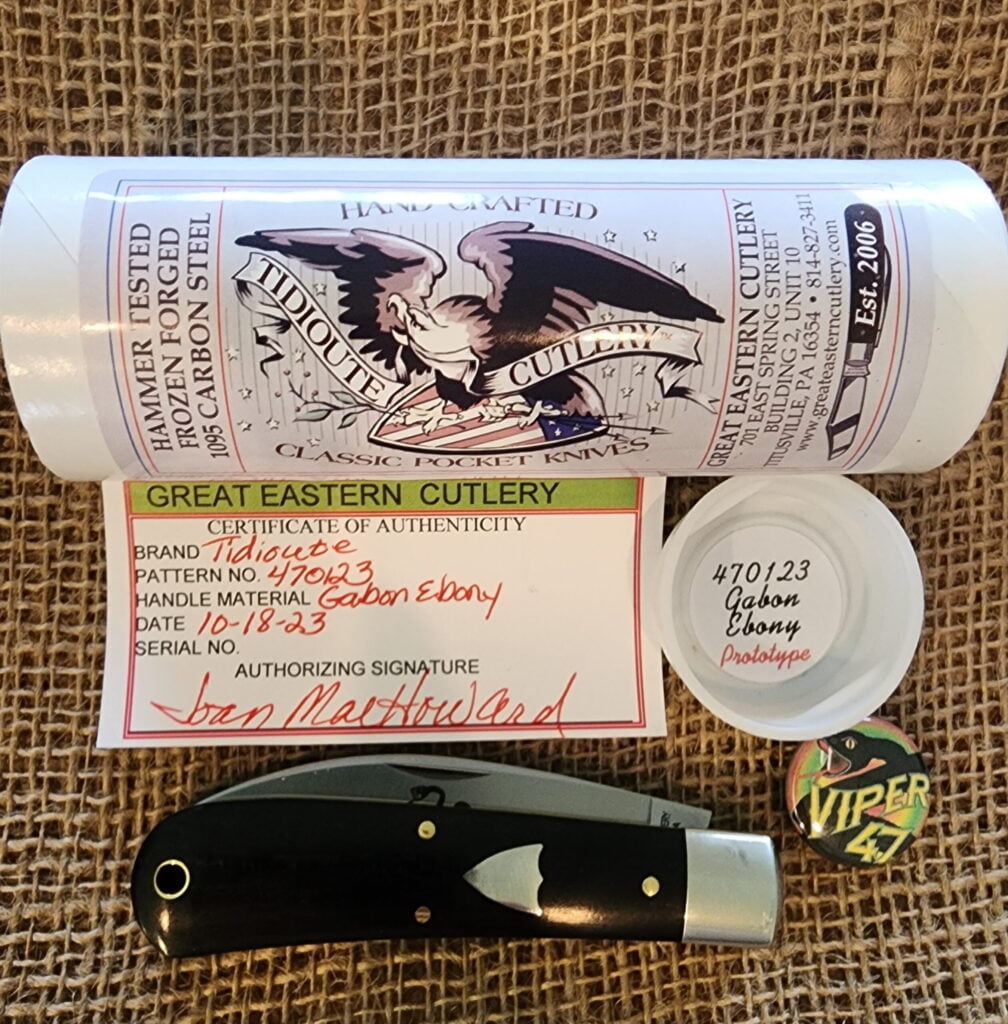 HAMMER TESTED
FROZEN FORGED
1095 CARBON STEEL
HAND CRAFTED
TIDIOUTE
CUTLERY
CLASSIC POCKET KNIVES
GREAT EASTERN CUTLERY
701 EAST SPRING STREET
BUILDING 2, UNIT 10
TITUSVILLE, PA 16354 • 814-827-3411
www.greateasterncutlery.com
Est. 2006
GREAT EASTERN CUTLERY
CERTIFICATE OF AUTHENTICITY
BRAND Tidioute
PATTERN NO. 470123
HANDLE MATERIAL Gabon Ebony
DATE 10-18-23
SERIAL NO.
AUTHORIZING SIGNATURE
Joan Mae Howard
470123
Gabon
Ebony
Prototype
VIPER
47